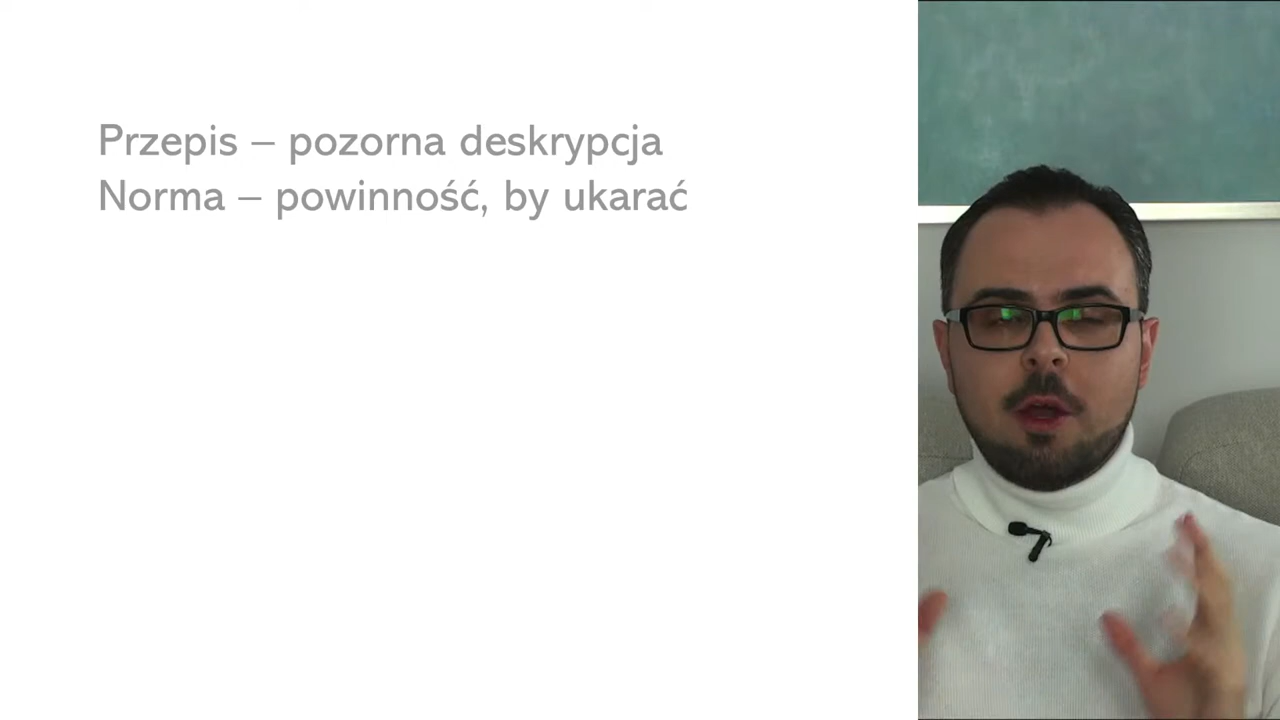 Przepis – pozorna deskrypcja
Norma – powinność, by ukarać